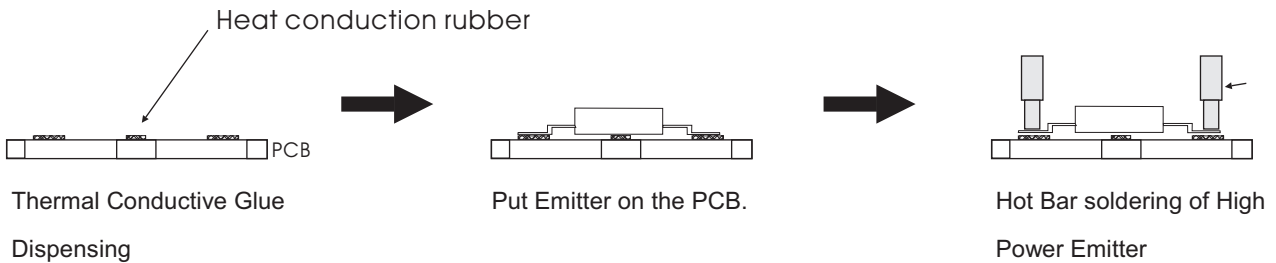 Heat conduction rubber
PCB
Thermal Conductive Glue
Dispensing
Put Emitter on the PCB.
Hot Bar soldering of High
Power Emitter